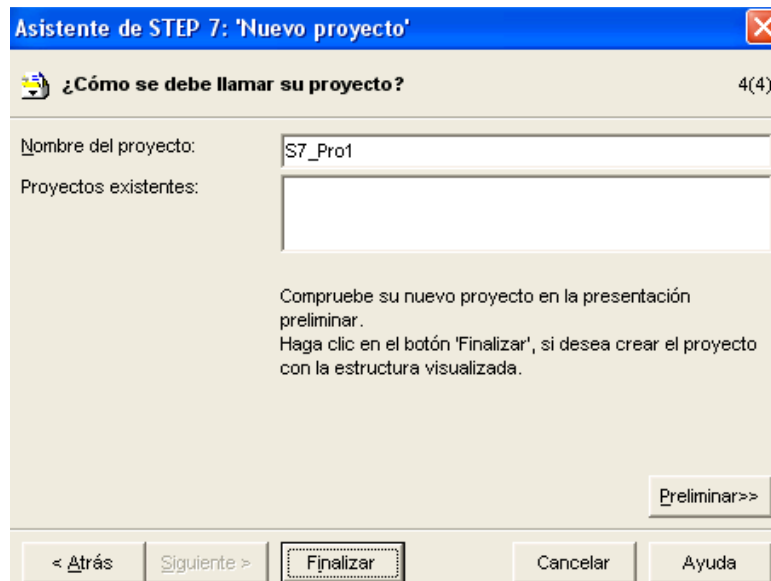 Asistente de STEP 7: 'Nuevo proyecto'
¿Cómo se debe llamar su proyecto? 4(4)
Nombre del proyecto: S7_Pro1
Proyectos existentes:
Compruebe su nuevo proyecto en la presentación
preliminar.
Haga clic en el botón 'Finalizar', si desea crear el proyecto
con la estructura visualizada.
Preliminar>>
< Atrás Siguiente > Finalizar Cancelar Ayuda